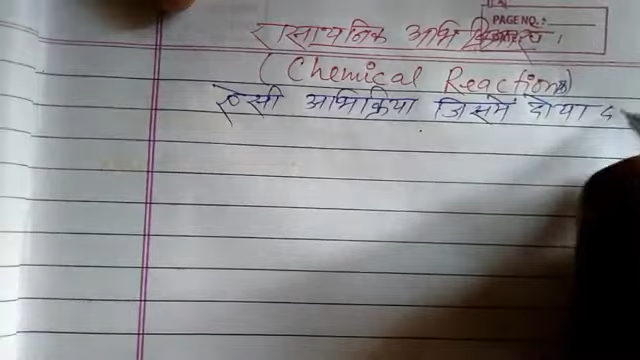 PAGE NO.:
रासायनिक अभिक्रिया
(Chemical Reactions)
ऐसी अभिक्रिया जिसमें दो या द